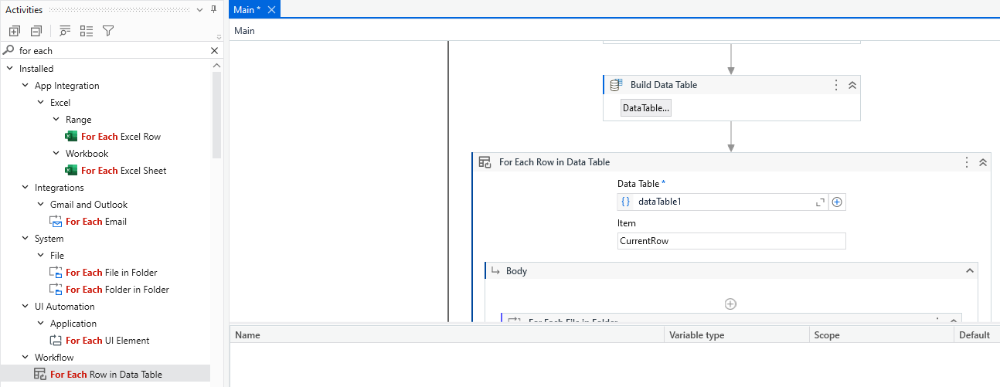 Activities
for each
Installed
App Integration
Excel
Range
For Each Excel Row
Workbook
For Each Excel Sheet
Integrations
Gmail and Outlook
For Each Email
System
File
For Each File in Folder
For Each Folder in Folder
UI Automation
Application
For Each UI Element
Workflow
For Each Row in Data Table
Main *
Main
Build Data Table
DataTable...
For Each Row in Data Table
Data Table *
{ } dataTable1
Item
CurrentRow
Body
For Each File in Folder
Name Variable type Scope Default